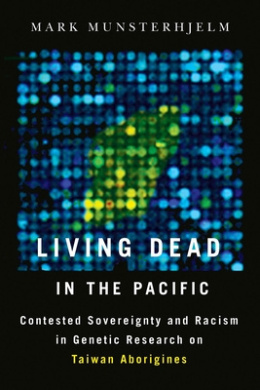 MARK MUNSTERHJELM
LIVING DEAD
IN THE PACIFIC
Contested Sovereignty and Racism
in Genetic Research on
Taiwan Aborigines